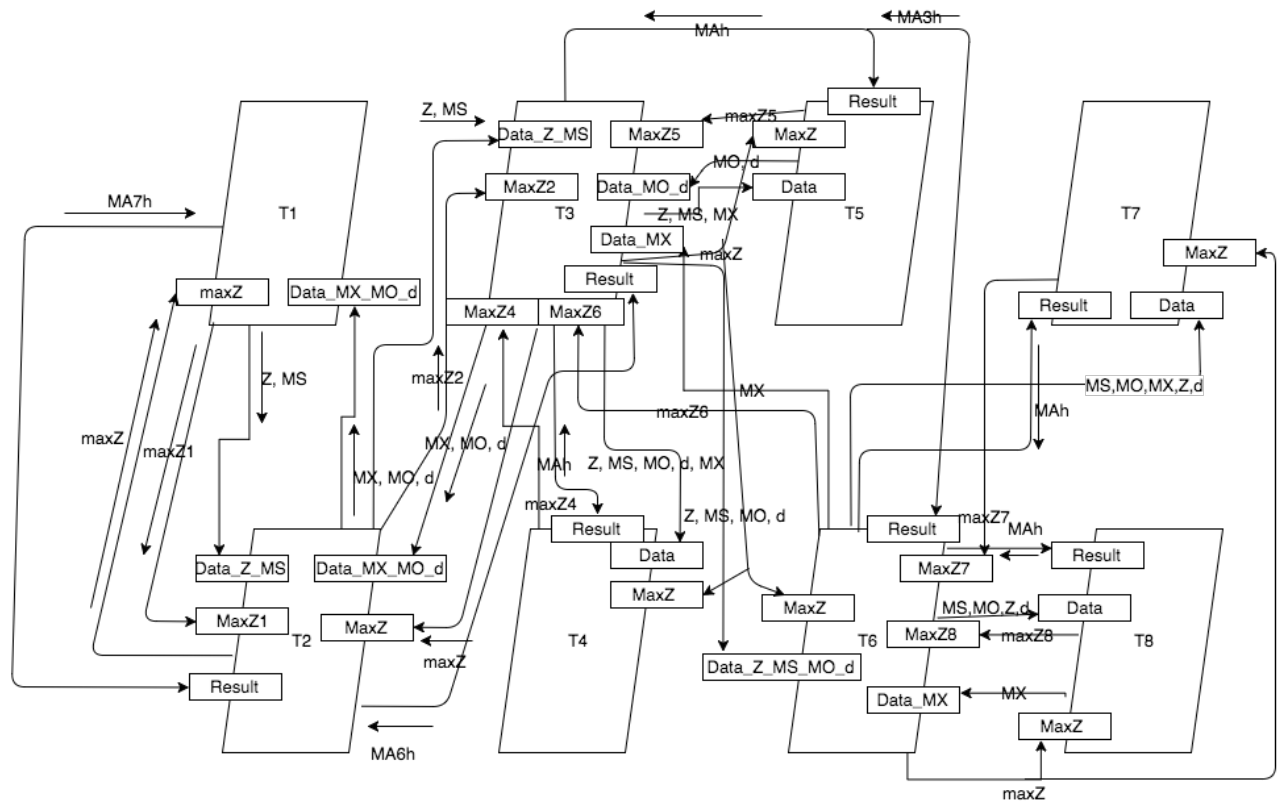 MA3h
MAh
Result
Z, MS
maxZ5
Data_Z_MS
MaxZ5
MaxZ
MO, d
MaxZ2
Data_MO_d
Data
MA7h
T1
T3
Z, MS, MX
T5
T7
Data_MX
maxZ
MaxZ
Result
maxZ
Data_MX_MO_d
MaxZ4
MaxZ6
Result
Data
Z, MS
maxZ2
MX
MS,MO,MX,Z,d
maxZ6
MAh
maxZ
maxZ1
MX, MO, d
MX, MO, d
MAh
Z, MS, MO, d, MX
maxZ4
Z, MS, MO, d
maxZ7
Result
Result
MAh
Data
Result
Data_Z_MS
Data_MX_MO_d
MaxZ7
MaxZ
MaxZ
Data
MS,MO,Z,d
MaxZ1
MaxZ
MaxZ8
maxZ8
T2
T4
T6
T8
maxZ
Data_Z_MS_MO_d
Result
Data_MX
MX
MaxZ
MA6h
maxZ